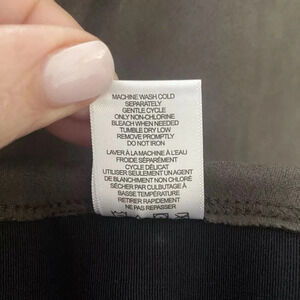 MACHINE WASH COLD
SEPARATELY
GENTLE CYCLE
ONLY NON-CHLORINE
BLEACH WHEN NEEDED
TUMBLE DRY LOW
REMOVE PROMPTLY
DO NOT IRON
LAVER À LA MACHINE À L'EAU
FROIDE SÉPARÉMENT
CYCLE DÉLICAT
UTILISER SEULEMENT UN AGENT
DE BLANCHIMENT NON CHLORÉ
SÉCHER PAR CULBUTAGE À
BASSE TEMPÉRATURE
RETIRER RAPIDEMENT
NE PAS REPASSER